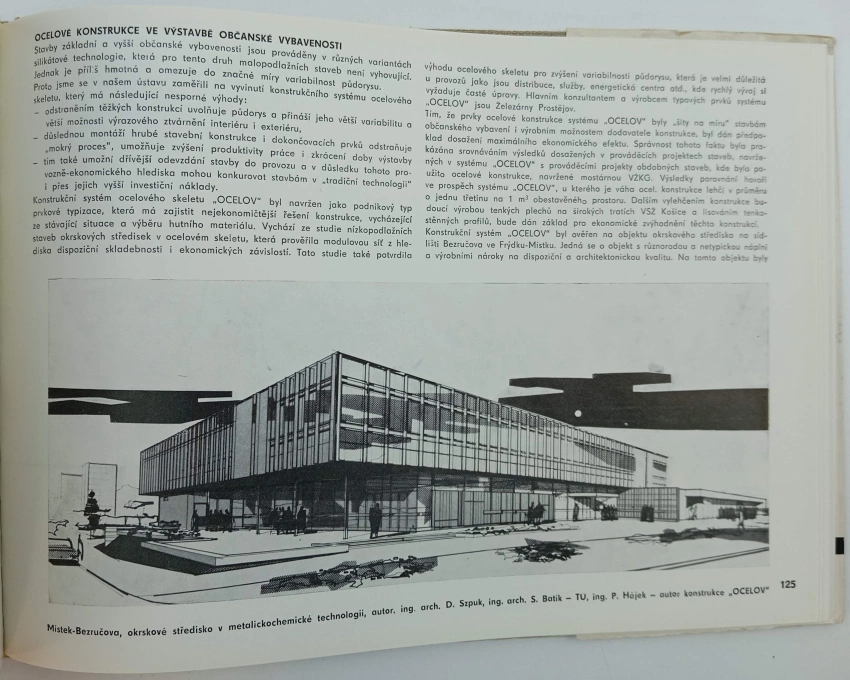 OCELOVÉ KONSTRUKCE VE VÝSTAVBĚ OBČANSKÉ VYBAVENOSTI
Stavby základní a vyšší občanské vybavenosti jsou prováděny v různých variantách
silikátové technologie, která pro tento druh malopodlažních staveb není vyhovující.
Jednak je příliš hmotná a omezuje do značné míry variabilnost půdorysu.
Proto jsme se v našem ústavu zaměřili na vyvinutí konstrukčního systému ocelového
skeletu, který má následující nesporné výhody:
– odstraněním těžkých konstrukcí uvolňuje půdorys a přináší jeho větší variabilitu a
větší možnosti výrazového ztvárnění interiéru i exteriéru,
– důslednou montáží hrubé stavební konstrukce i dokončovacích prvků odstraňuje
„mokrý proces", umožňuje zvýšení produktivity práce i zkrácení doby výstavby
– tím také umožní dřívější odevzdání stavby do provozu a v důsledku tohoto pro-
vozně-ekonomického hlediska mohou konkurovat stavbám v „tradiční technologii"
i přes jejich vyšší investiční náklady.
Konstrukční systém ocelového skeletu „OCELOV" byl navržen jako podnikový typ
prvkové typizace, která má zajistit nejekonomičtější řešení konstrukce, vycházející
ze stávající situace a výběru hutního materiálu. Vychází ze studie nízkopodlažních
staveb okrskových středisek v ocelovém skeletu, která prověřila modulovou síť z hle-
diska dispoziční skladebnosti i ekonomických závislostí. Tato studie také potvrdila
výhodu ocelového skeletu pro zvýšení variabilnosti půdorysu, která je velmi důležitá
u provozů jako jsou distribuce, služby, energetická centra atd., kde rychlý vývoj si
vyžaduje časté úpravy. Hlavním konzultantem a výrobcem typových prvků systému
„OCELOV" jsou Železárny Prostějov.
Tím, že prvky ocelové konstrukce systému „OCELOV" byly „šity na míru" stavbám
občanského vybavení i výrobním možnostem dodavatele konstrukce, byl dán předpo-
klad dosažení maximálního ekonomického efektu. Správnost tohoto faktu byla pro-
kázána srovnáváním výsledků dosažených v prováděcích projektech staveb, navrže-
ných v systému „OCELOV" s prováděcími projekty obdobných staveb, kde bylo po-
užito ocelové konstrukce, navržené mostárnou VŽKG. Výsledky porovnání hovoří
ve prospěch systému „OCELOV", u kterého je váha ocel. konstrukce lehčí v průměru
o jednu třetinu na 1 m³ obestavěného prostoru. Dalším vylehčením konstrukce bu-
doucí výrobou tenkých plechů na širokých tratích VSŽ Košice a lisováním tenko-
stěnných profilů, bude dán základ pro ekonomické zvýhodnění těchto konstrukcí.
Konstrukční systém „OCELOV" byl ověřen na objektu okrskového střediska na síd-
lišti Bezručova ve Frýdku-Místku. Jedná se o objekt s různorodou a netypickou náplní
a výrobními nároky na dispoziční a architektonickou kvalitu. Na tomto objektu byly
Místek-Bezručova, okrskové středisko v metalickochemické technologii, autor. ing. arch. D. Szpuk, ing. arch. S. Batík – TU, ing. P. Hájek – autor konstrukce „OCELOV"
125